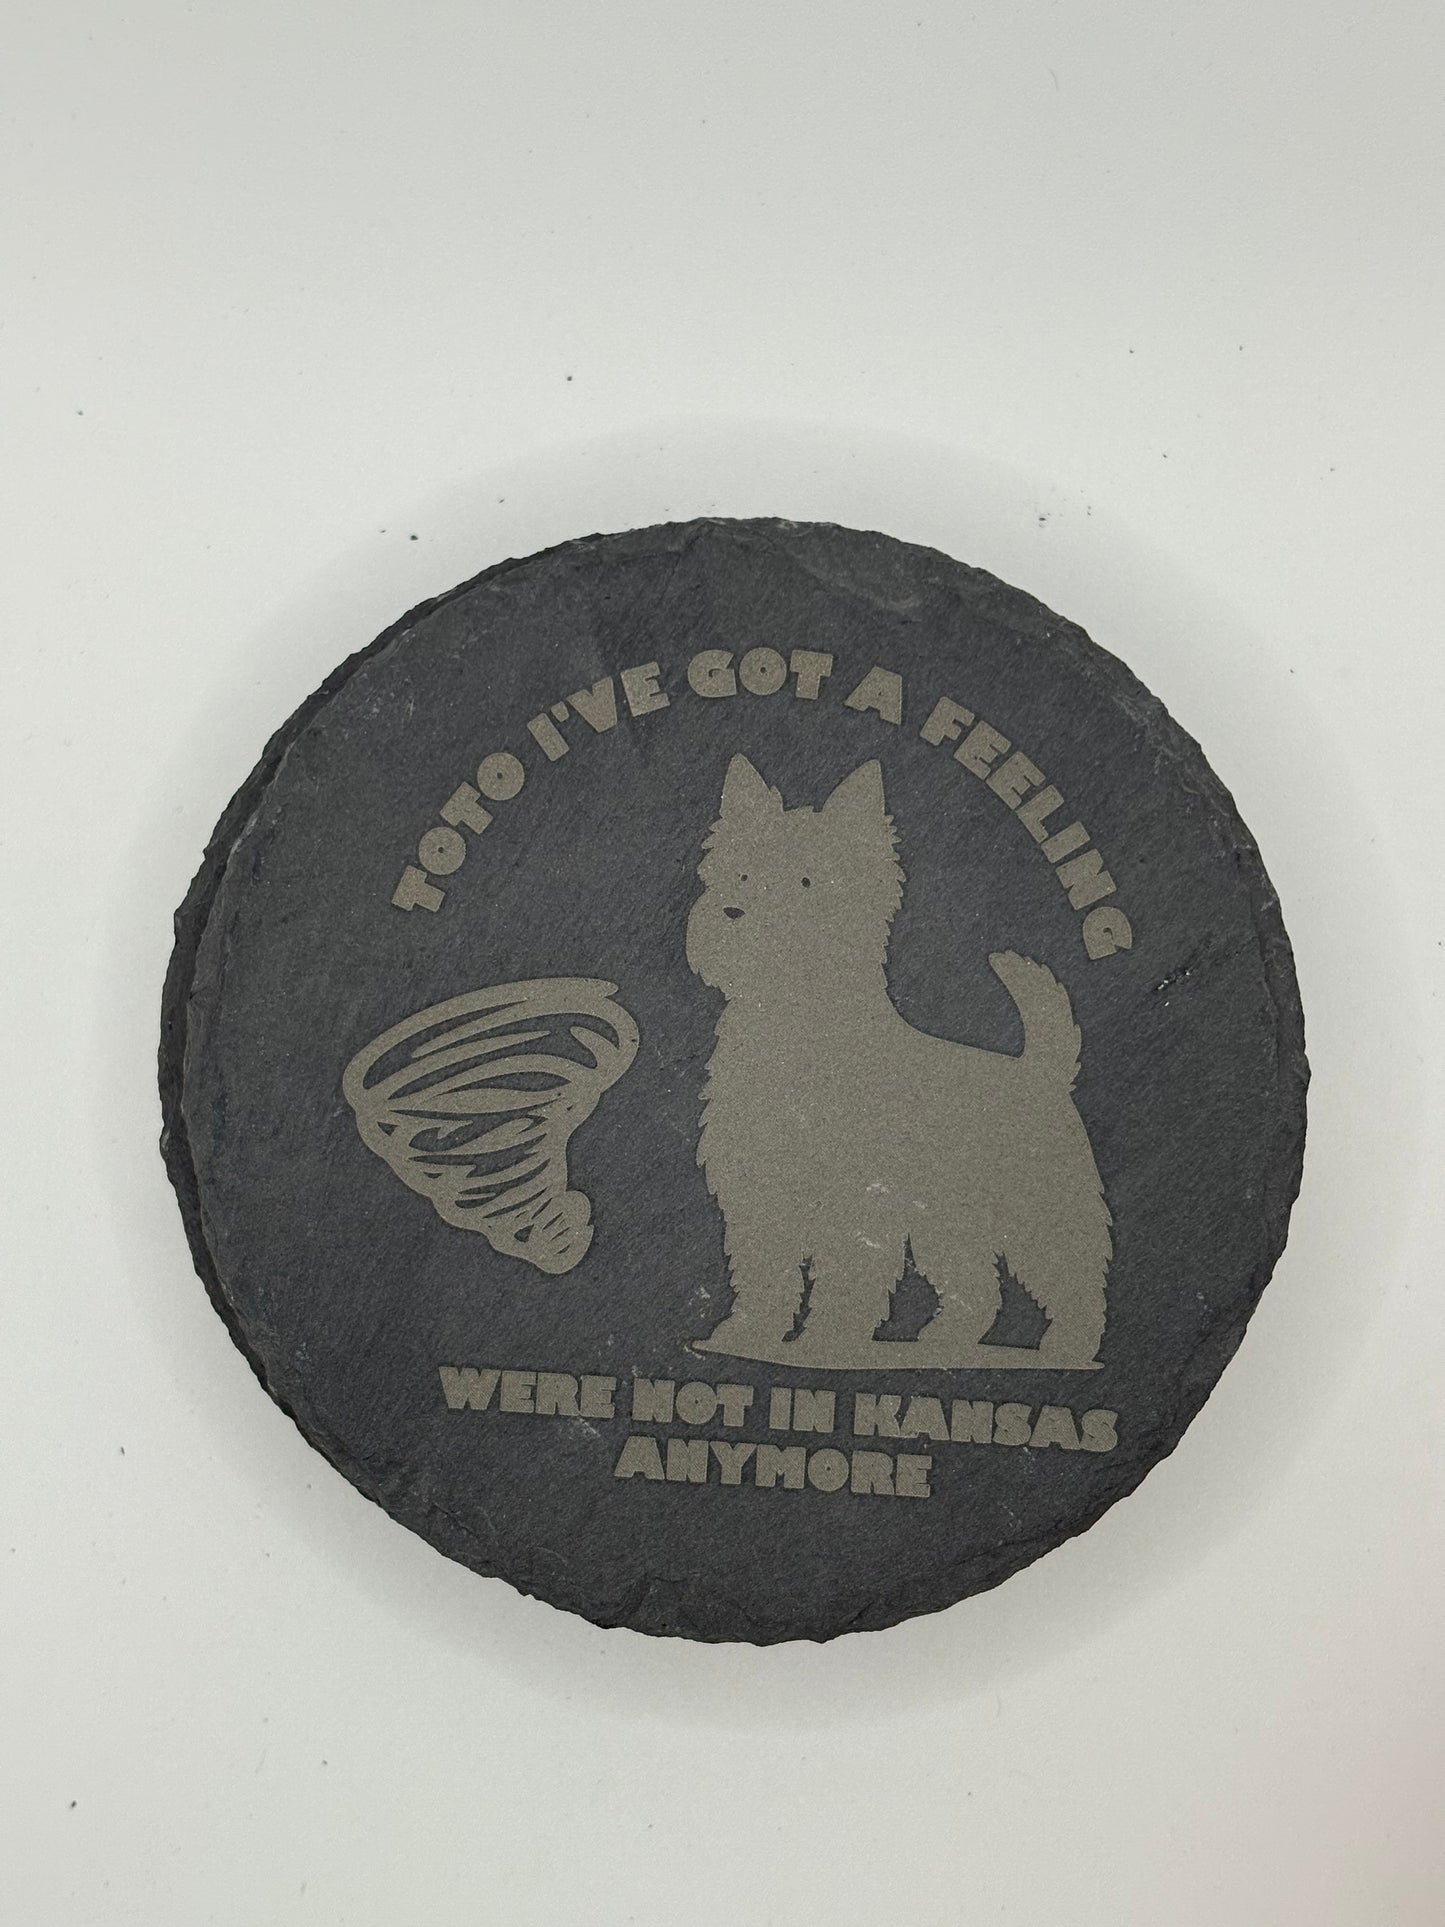 TOTO I'VE GOT A FEELING
WERE NOT IN KANSAS
ANYMORE